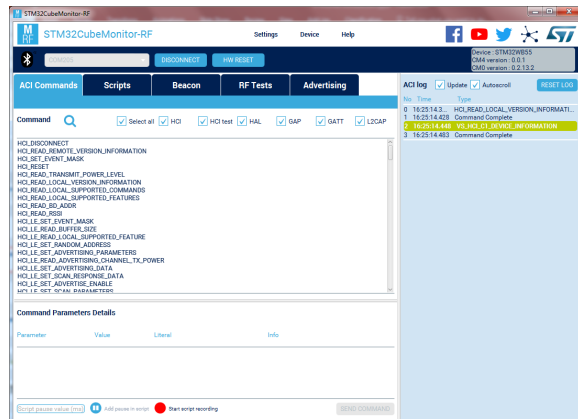 STM32CubeMonitor-RF
M
RF
STM32CubeMonitor-RF
Settings
Device
Help
Device : STM32WB55
CM4 version : 0.0.1
CM0 version : 0.2.13.2
DISCONNECT
HW RESET
ACI Commands
Scripts
Beacon
RF Tests
Advertising
ACI log
Update
Autoscroll
RESET LOG
No Time Type
0 16:25:14.3... HCI_READ_LOCAL_VERSION_INFORMATI...
1 16:25:14.428 Command Complete
2 16:25:14.448 VS_HCI_C1_DEVICE_INFORMATION
3 16:25:14.483 Command Complete
Command
Select all
HCI
HCI test
HAL
GAP
GATT
L2CAP
HCI_DISCONNECT
HCI_READ_REMOTE_VERSION_INFORMATION
HCI_SET_EVENT_MASK
HCI_RESET
HCI_READ_TRANSMIT_POWER_LEVEL
HCI_READ_LOCAL_VERSION_INFORMATION
HCI_READ_LOCAL_SUPPORTED_COMMANDS
HCI_READ_LOCAL_SUPPORTED_FEATURES
HCI_READ_BD_ADDR
HCI_READ_RSSI
HCI_LE_SET_EVENT_MASK
HCI_LE_READ_BUFFER_SIZE
HCI_LE_READ_LOCAL_SUPPORTED_FEATURE
HCI_LE_SET_RANDOM_ADDRESS
HCI_LE_SET_ADVERTISING_PARAMETERS
HCI_LE_READ_ADVERTISING_CHANNEL_TX_POWER
HCI_LE_SET_ADVERTISING_DATA
HCI_LE_SET_SCAN_RESPONSE_DATA
HCI_LE_SET_ADVERTISE_ENABLE
HCI_LE_SET_SCAN_PARAMETERS
Command Parameters Details
Parameter
Value
Literal
Info
Script pause value (ms)
Add pause in script
Start script recording
SEND COMMAND